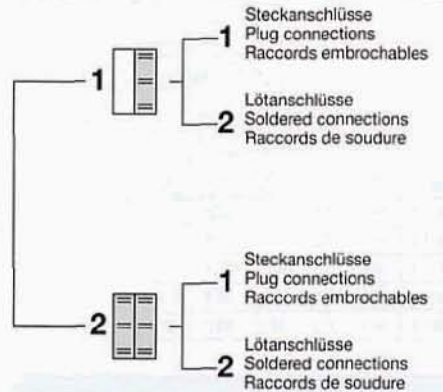 1
1 Steckanschlüsse
Plug connections
Raccords embrochables
2 Lötanschlüsse
Soldered connections
Raccords de soudure
2
1 Steckanschlüsse
Plug connections
Raccords embrochables
2 Lötanschlüsse
Soldered connections
Raccords de soudure